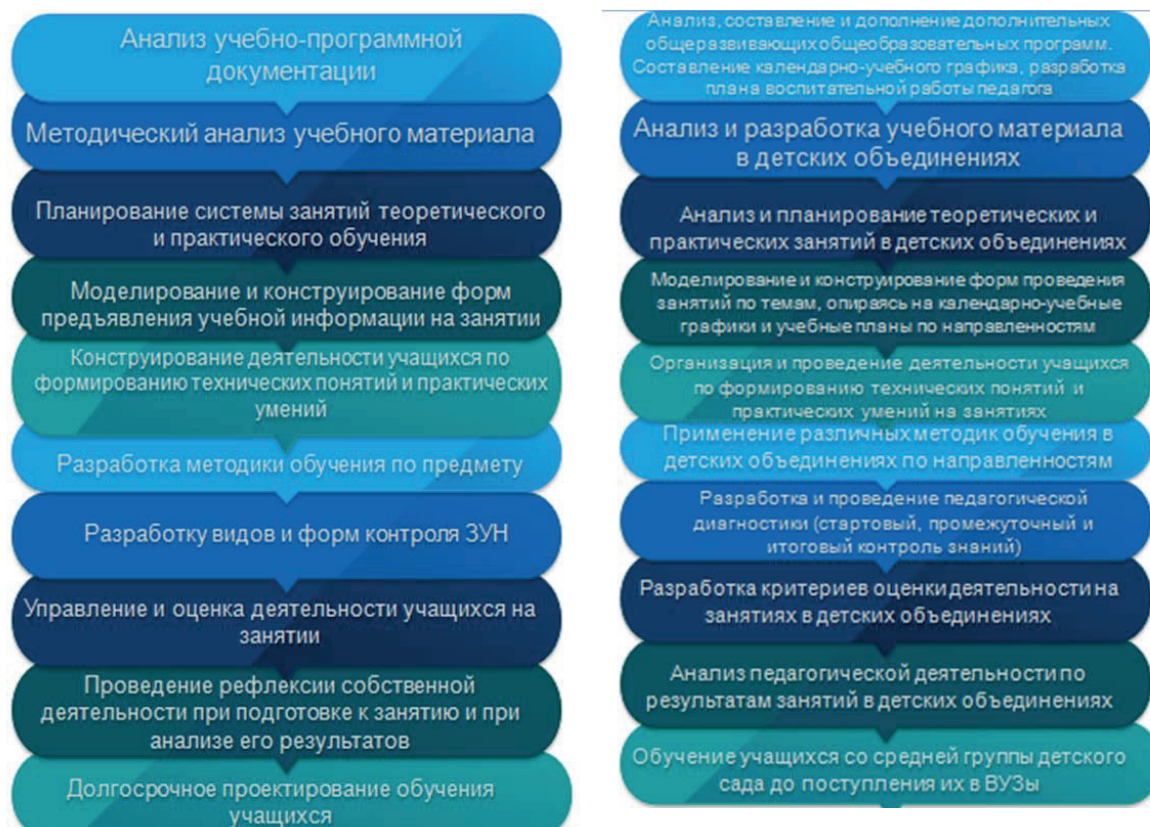 Анализ учебно-программной
документации
Методический анализ учебного материала
Планирование системы занятий теоретического
и практического обучения
Моделирование и конструирование форм
предъявления учебной информации на занятии
Конструирование деятельности учащихся по
формированию технических понятий и практических
умений
Разработка методики обучения по предмету
Разработку видов и форм контроля ЗУН
Управление и оценка деятельности учащихся на
занятии
Проведение рефлексии собственной
деятельности при подготовке к занятию и при
анализе его результатов
Долгосрочное проектирование обучения
учащихся
Анализ, составление и дополнение дополнительных
общеразвивающих общеобразовательных программ.
Составление календарно-учебного графика, разработка
плана воспитательной работы педагога
Анализ и разработка учебного материала
в детских объединениях
Анализ и планирование теоретических и
практических занятий в детских объединениях
Моделирование и конструирование форм проведения
занятий по темам, опираясь на календарно-учебные
графики и учебные планы по направленностям
Организация и проведение деятельности учащихся
по формированию технических понятий и
практических умений на занятиях
Применение различных методик обучения в
детских объединениях по направленностям
Разработка и проведение педагогической
диагностики (стартовый, промежуточный и
итоговый контроль знаний)
Разработка критериев оценки деятельности на
занятиях в детских объединениях
Анализ педагогической деятельности по
результатам занятий в детских объединениях
Обучение учащихся со средней группы детского
сада до поступления их в ВУЗы